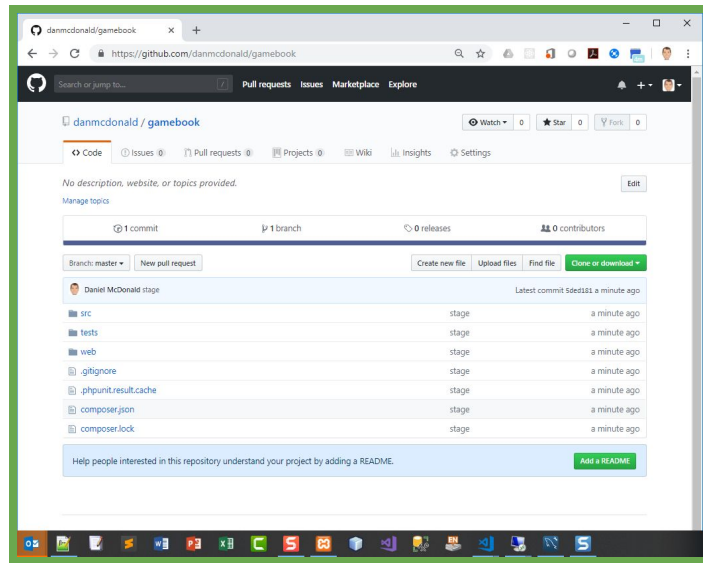 danmcdonald/gamebook
https://github.com/danmcdonald/gamebook
Search or jump to... / Pull requests Issues Marketplace Explore
danmcdonald / gamebook Watch 0 Star 0 Fork 0
Code Issues 0 Pull requests 0 Projects 0 Wiki Insights Settings
No description, website, or topics provided. Edit
Manage topics
1 commit 1 branch 0 releases 0 contributors
Branch: master New pull request Create new file Upload files Find file Clone or download
Daniel McDonald stage Latest commit 5ded181 a minute ago
src stage a minute ago
tests stage a minute ago
web stage a minute ago
.gitignore stage a minute ago
.phpunit.result.cache stage a minute ago
composer.json stage a minute ago
composer.lock stage a minute ago
Help people interested in this repository understand your project by adding a README. Add a README
EN